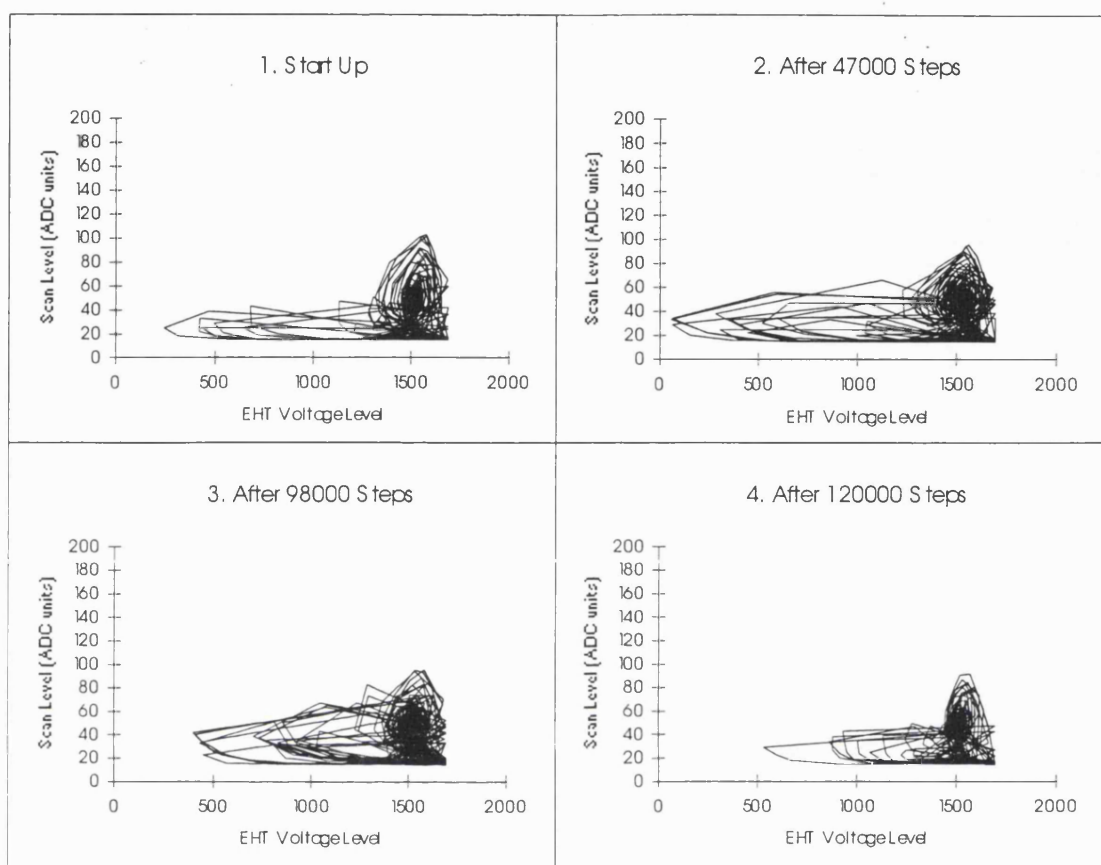 1. Start Up
Scan Level (ADC units)
200
180
160
140
120
100
80
60
40
20
0
0 500 1000 1500 2000
EHT Voltage Level
2. After 47000 Steps
Scan Level (ADC units)
200
180
160
140
120
100
80
60
40
20
0
0 500 1000 1500 2000
EHT Voltage Level
3. After 98000 Steps
Scan Level (ADC units)
200
180
160
140
120
100
80
60
40
20
0
0 500 1000 1500 2000
EHT Voltage Level
4. After 120000 Steps
Scan Level (ADC units)
200
180
160
140
120
100
80
60
40
20
0
0 500 1000 1500 2000
EHT Voltage Level